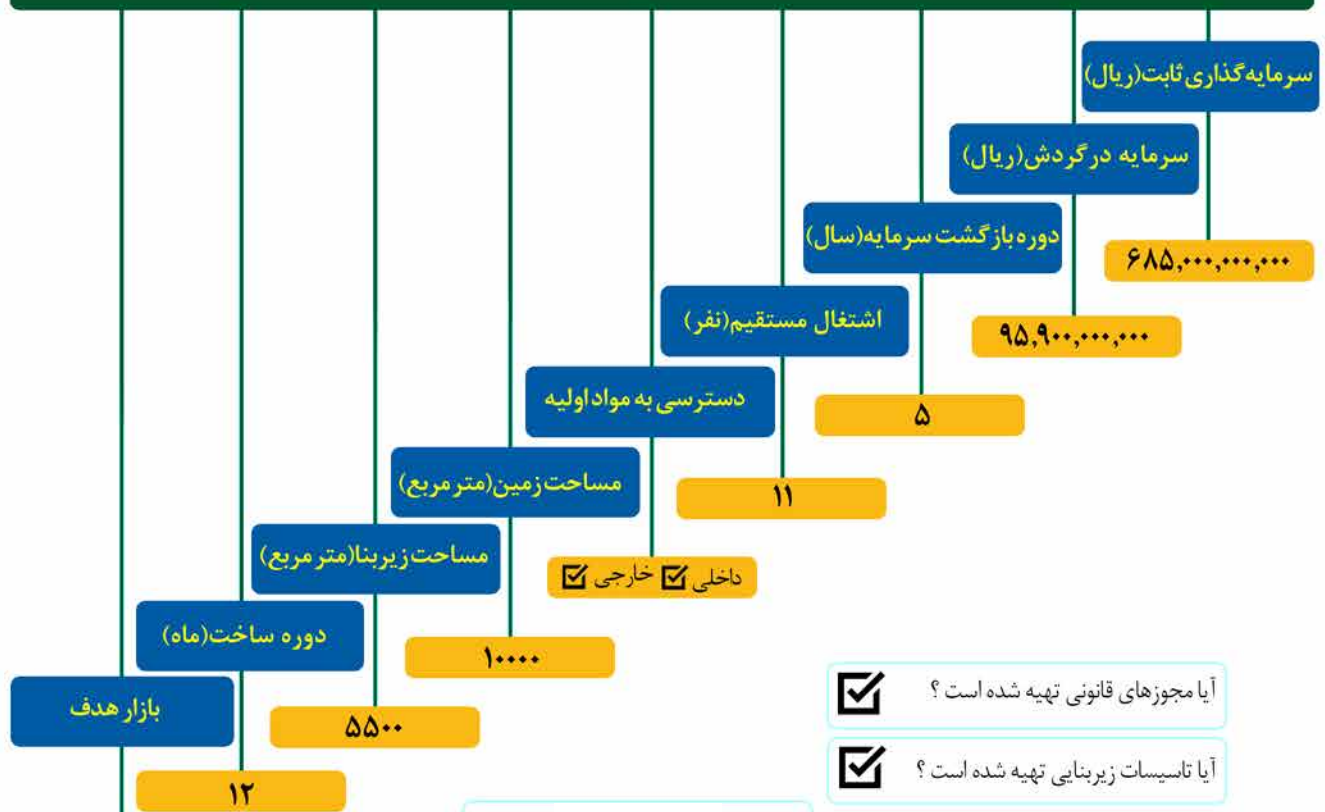 سرمایه‌گذاری ثابت(ریال)
۶۸۵,۰۰۰,۰۰۰,۰۰۰
سرمایه در گردش(ریال)
۹۵,۹۰۰,۰۰۰,۰۰۰
دوره بازگشت سرمایه(سال)
۵
اشتغال مستقیم(نفر)
۱۱
دسترسی به مواد اولیه
داخلی ☑ خارجی ☑
مساحت زمین(متر مربع)
۱۰۰۰۰
مساحت زیربنا(متر مربع)
۵۵۰۰
دوره ساخت(ماه)
۱۲
بازار هدف
آیا مجوزهای قانونی تهیه شده است ؟ ☑
آیا تاسیسات زیربنایی تهیه شده است ؟ ☑